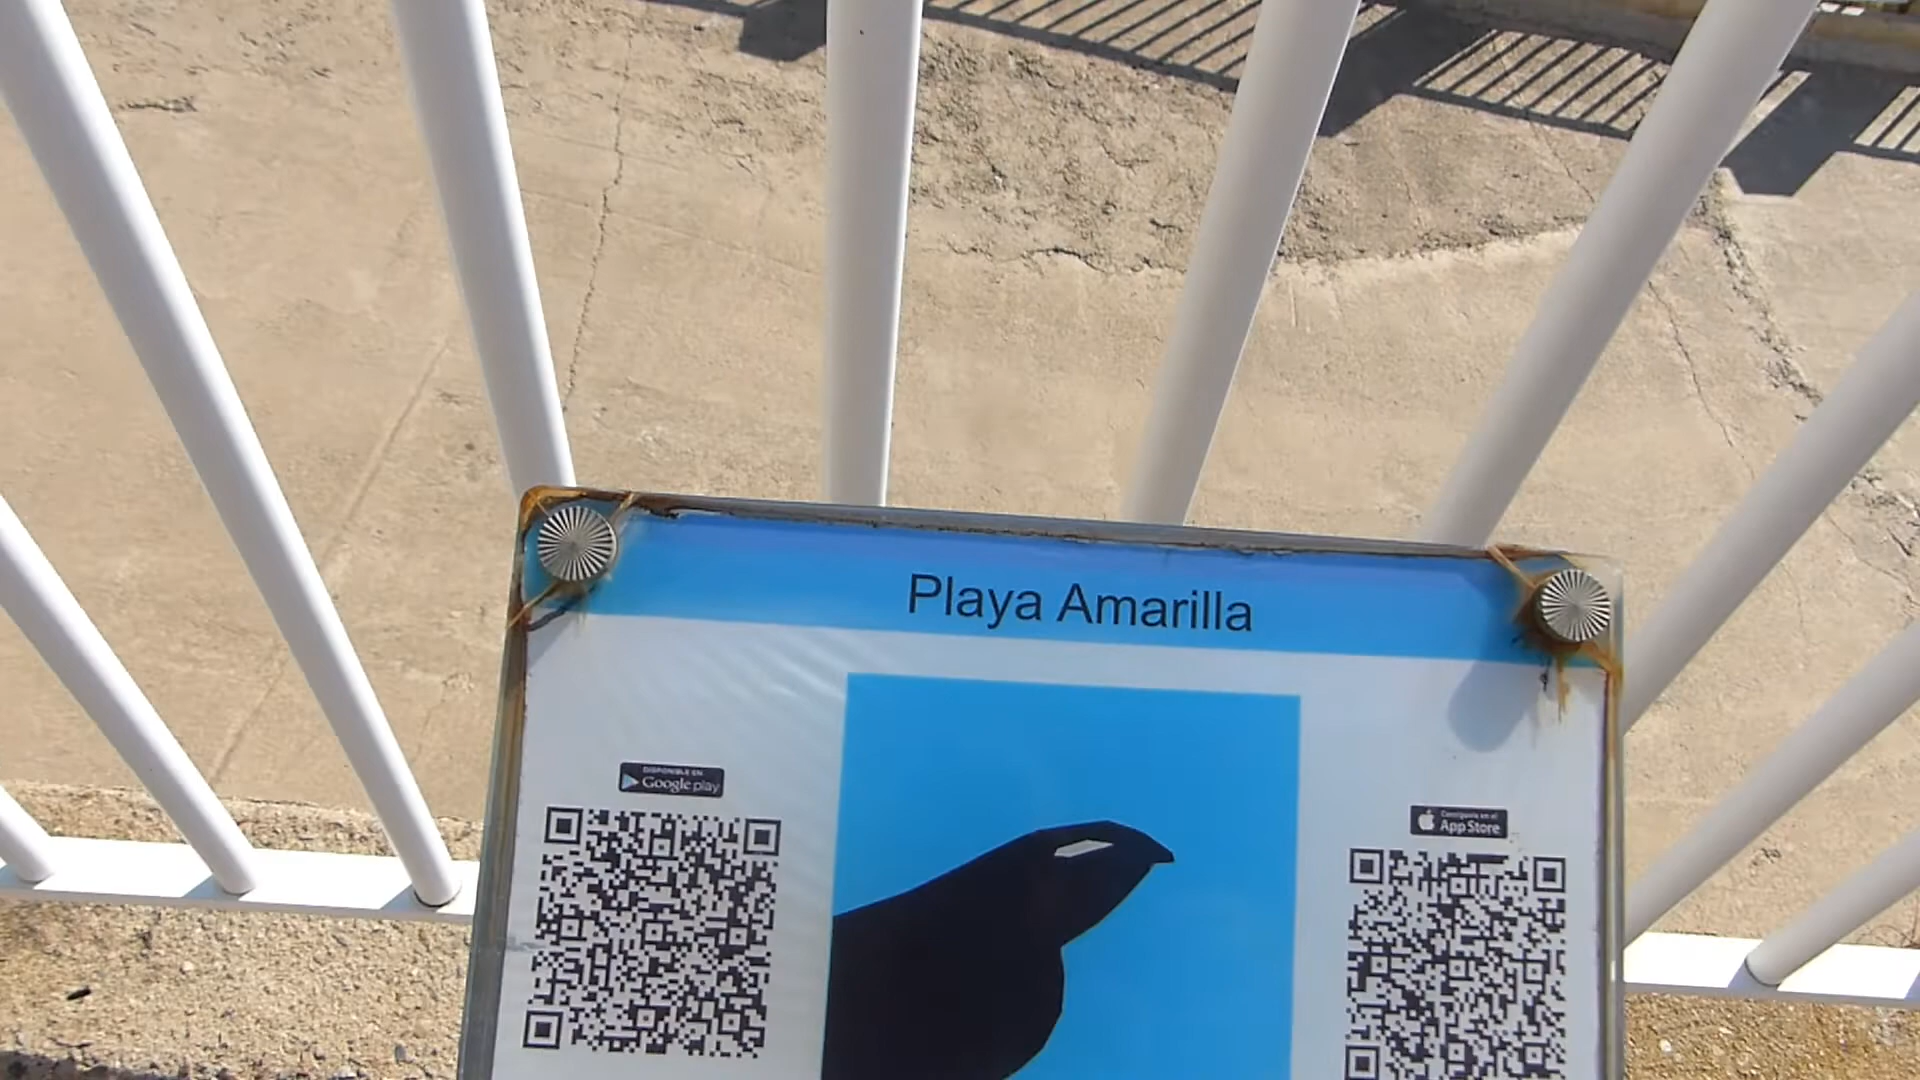 Playa Amarilla
DISPONIBLE EN
Google play
Consíguelo en el
App Store